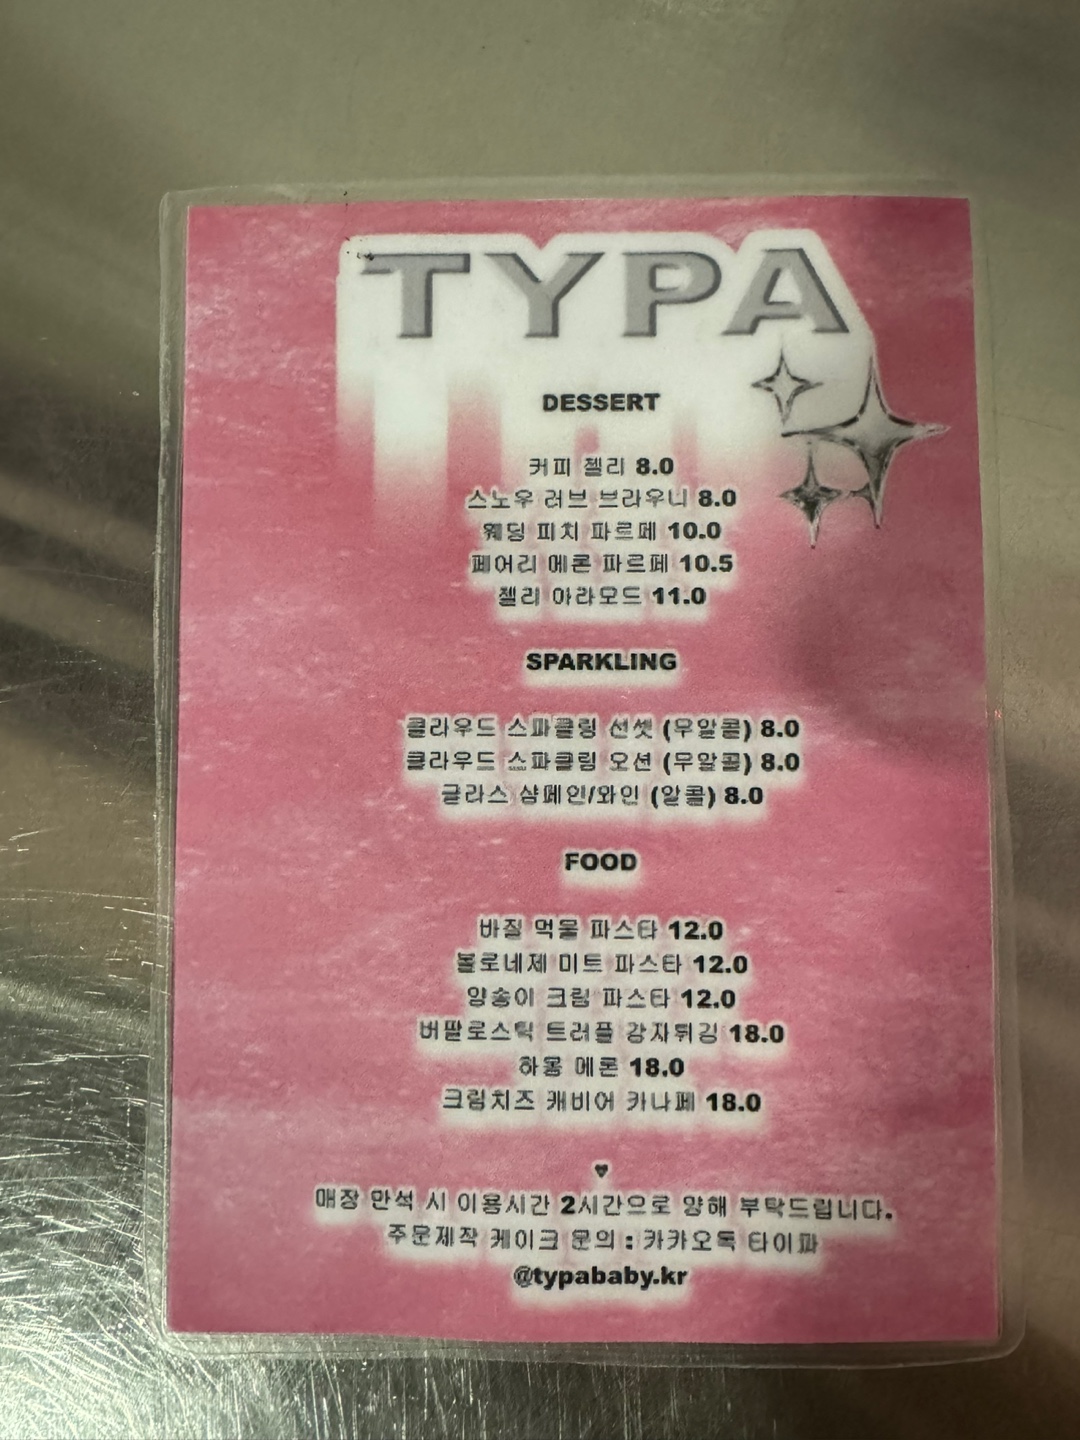 TYPA
DESSERT
커피 젤리 8.0
스노우 러브 브라우니 8.0
웨딩 피치 파르페 10.0
페어리 메론 파르페 10.5
젤리 아라모드 11.0
SPARKLING
클라우드 스파클링 선셋 (무알콜) 8.0
클라우드 스파클링 오션 (무알콜) 8.0
글라스 샴페인/와인 (알콜) 8.0
FOOD
바질 먹물 파스타 12.0
볼로네제 미트 파스타 12.0
양송이 크림 파스타 12.0
버팔로스틱 트러플 감자튀김 18.0
하몽 메론 18.0
크림치즈 캐비어 카나페 18.0
♥
매장 만석 시 이용시간 2시간으로 양해 부탁드립니다.
주문제작 케이크 문의 : 카카오톡 타이파
@typababy.kr